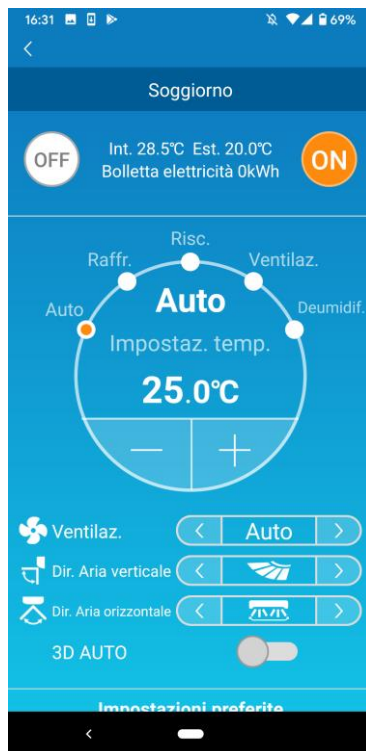 16:31 69%
Soggiorno
OFF
Int. 28.5℃ Est. 20.0℃
Bolletta elettricità 0kWh
ON
Risc.
Raffr.
Ventilaz.
Auto
Auto
Deumidif.
Impostaz. temp.
25.0℃
Ventilaz.
Auto
Dir. Aria verticale
Dir. Aria orizzontale
3D AUTO
Impostazioni preferite